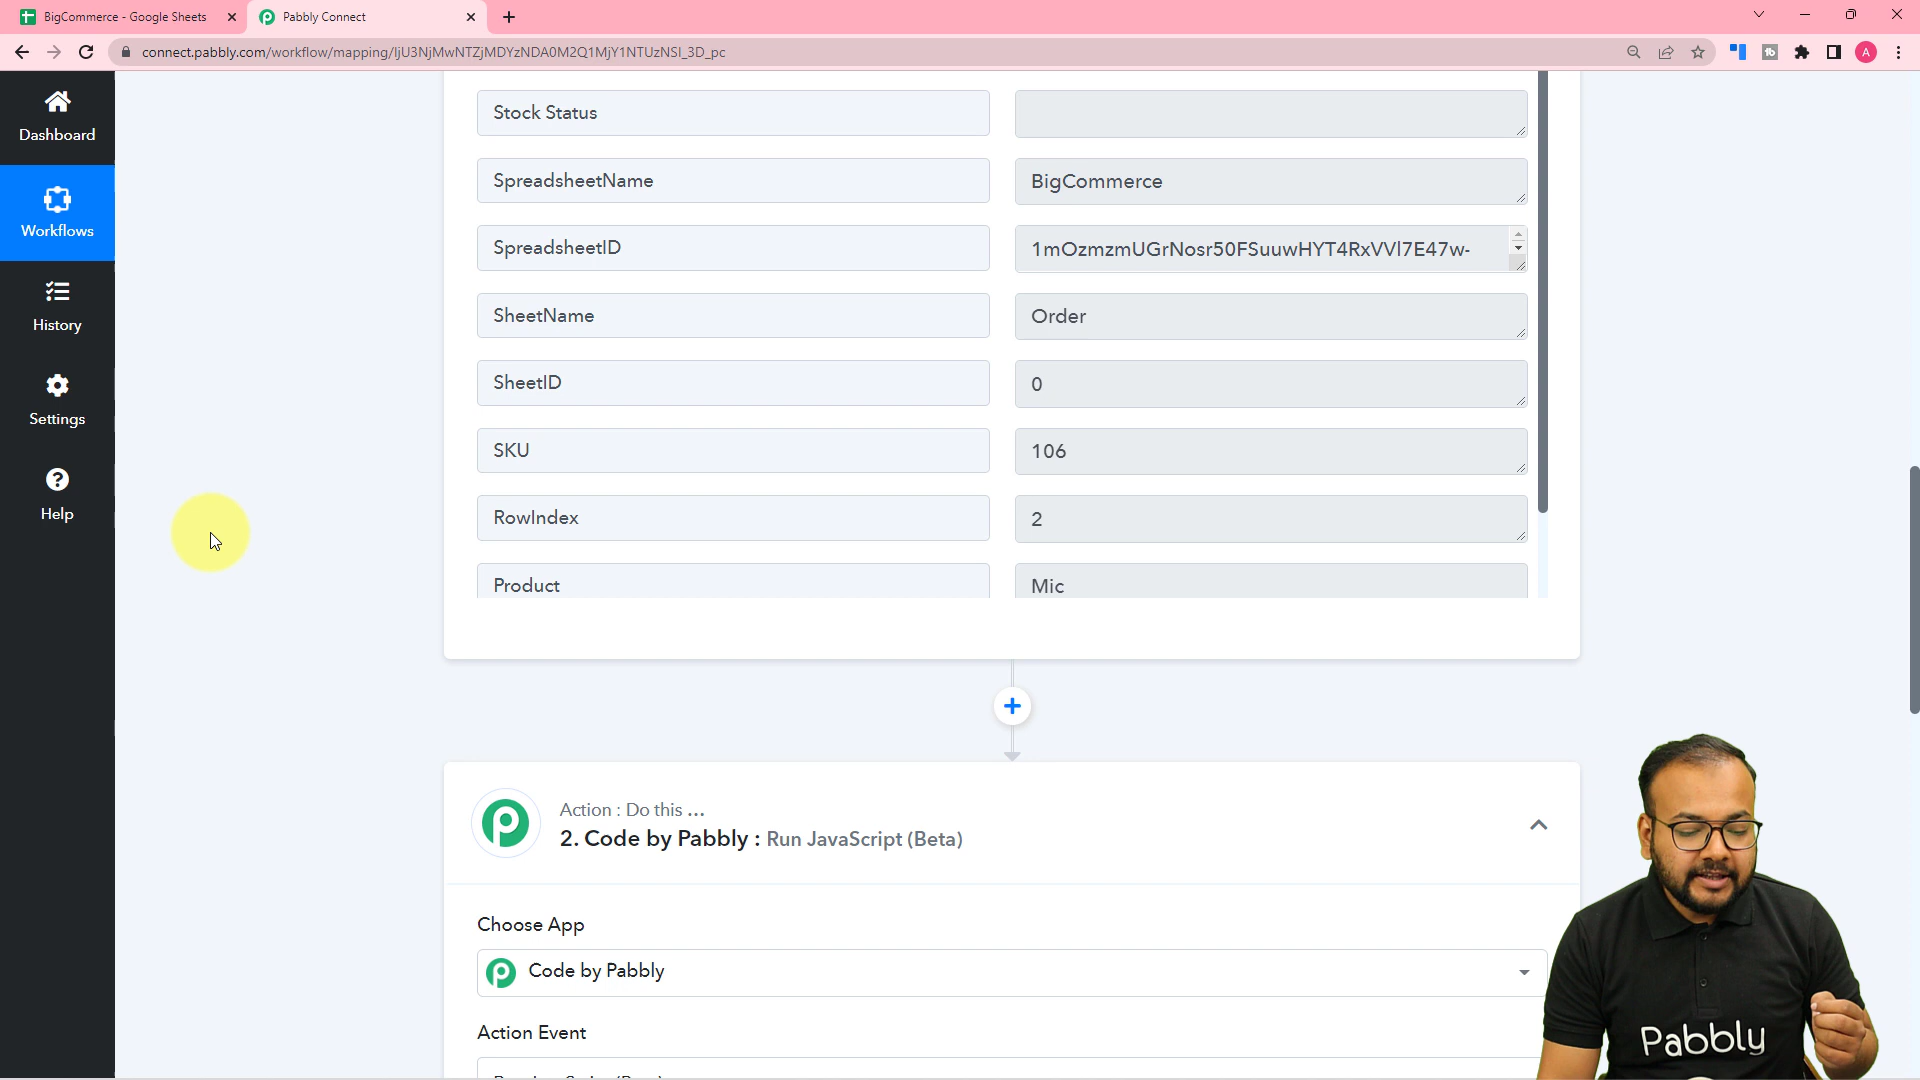 BigCommerce - Google Sheets
Pabbly Connect
connect.pabbly.com/workflow/mapping/IjU3NjMwNTZjMDYzNDA0M2Q1MjY1NTUzNSI_3D_pc
A
Dashboard
Workflows
History
Settings
Help
Stock Status
SpreadsheetName
BigCommerce
SpreadsheetID
1mOzmzmUGrNosr50FSuuwHYT4RxVVl7E47w-
SheetName
Order
SheetID
0
SKU
106
RowIndex
2
Product
Mic
Action : Do this ...
2. Code by Pabbly : Run JavaScript (Beta)
Choose App
Code by Pabbly
Action Event
Pabbly